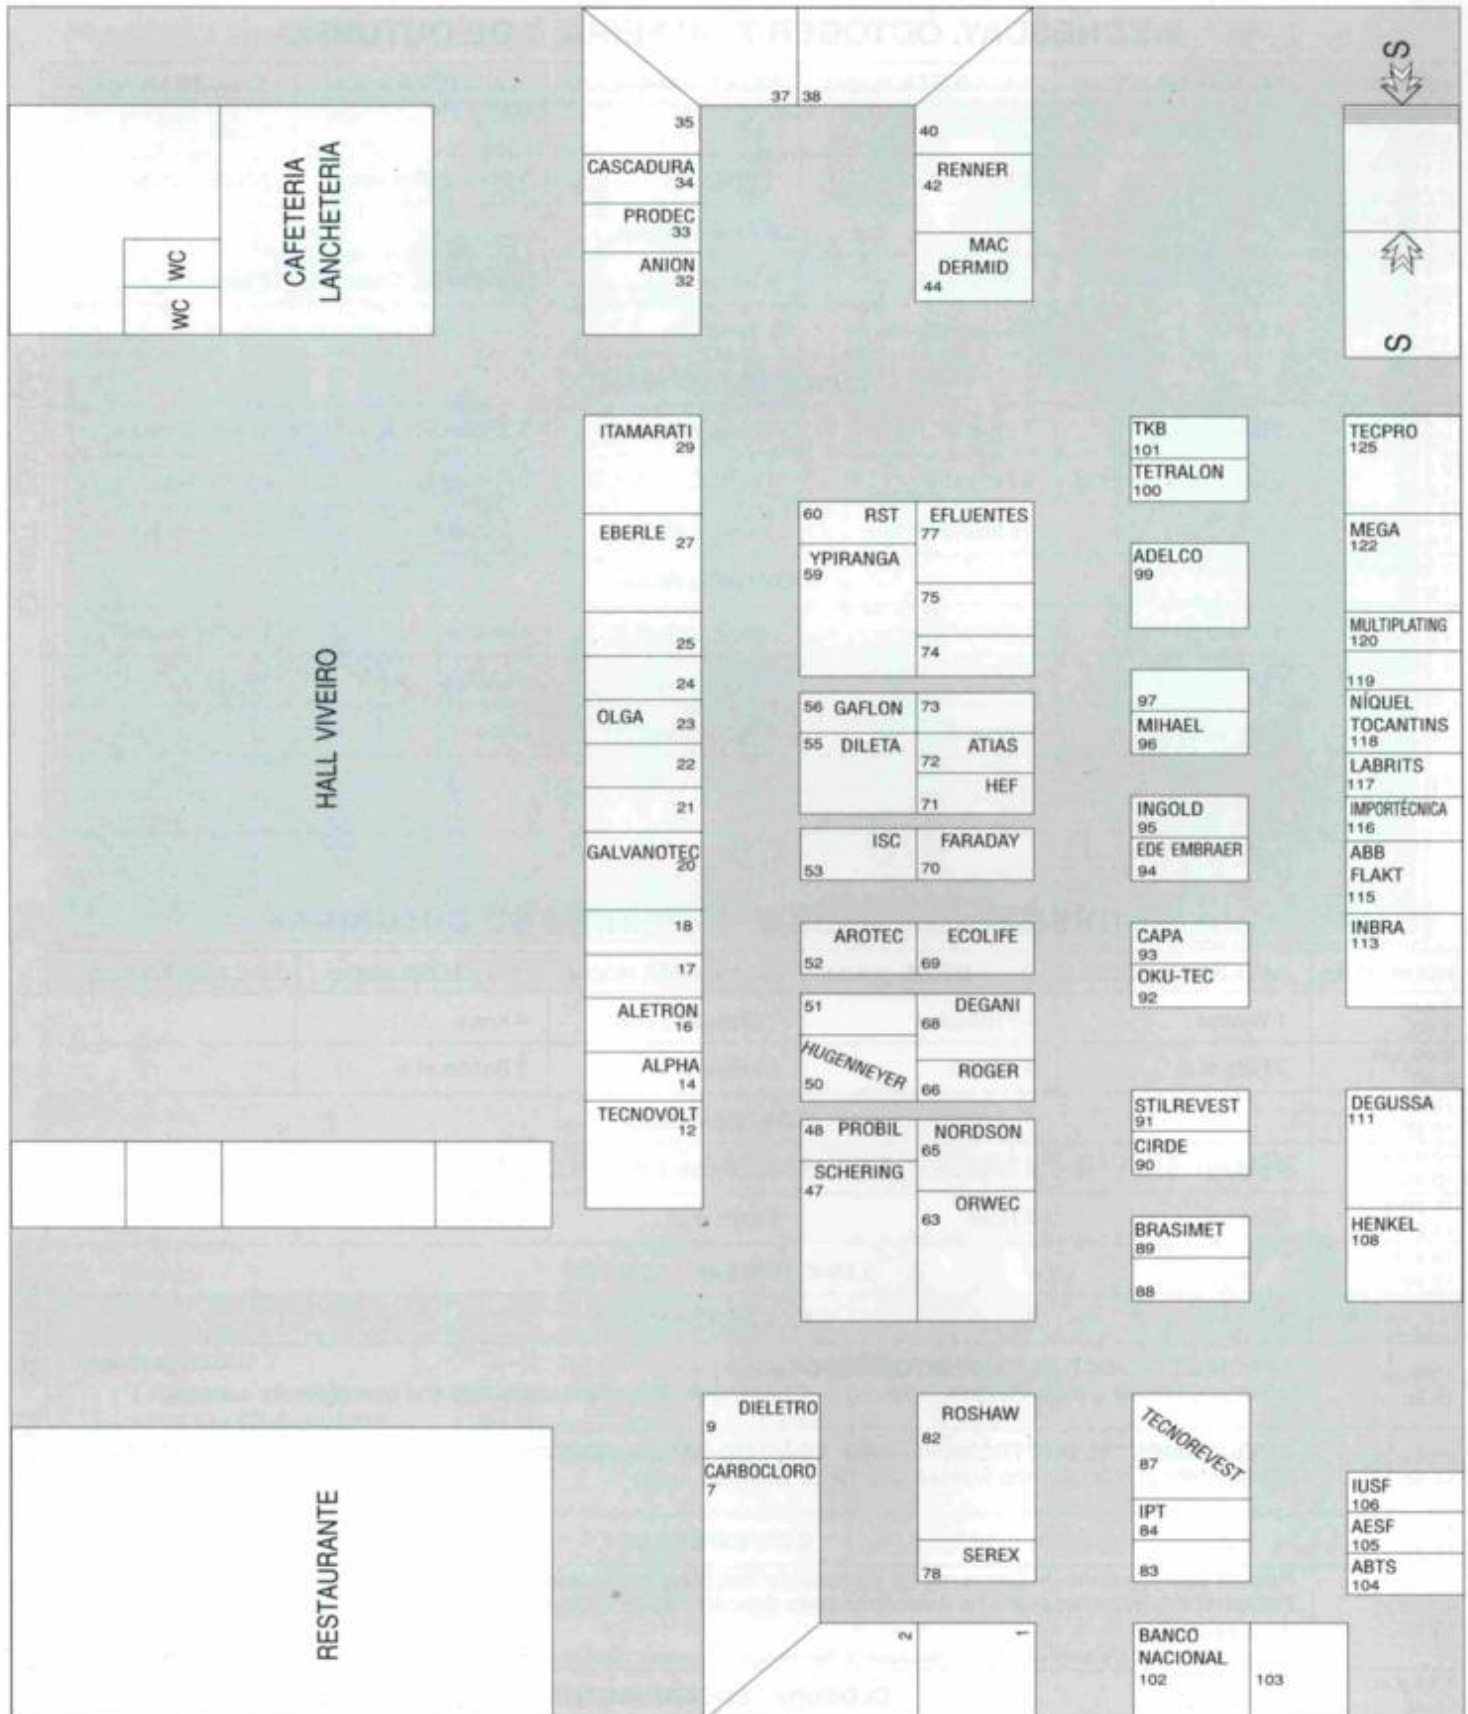 WEDNESDAY, OCTOBER 7
S
37
38
35
40
CASCADURA
34
RENNER
42
PRODEC
33
ANION
32
MAC
DERMID
44
CAFETERIA
LANCHETERIA
WC
WC
S
HALL VIVEIRO
RESTAURANTE
ITAMARATI
29
EBERLE
27
25
24
OLGA
23
22
21
GALVANOTEC
20
18
17
ALETRON
16
ALPHA
14
TECNOVOLT
12
60 RST
YPIRANGA
59
EFLUENTES
77
75
74
56 GAFLON
73
55 DILETA
ATIAS
72
HEF
71
ISC
53
FARADAY
70
AROTEC
52
ECOLIFE
69
51
DEGANI
68
HUGENNEYER
50
ROGER
66
48 PROBIL
NORDSON
65
SCHERING
47
ORWEC
63
TKB
101
TETRALON
100
ADELCO
99
97
MIHAEL
96
INGOLD
95
EDE EMBRAER
94
CAPA
93
OKU-TEC
92
STILREVEST
91
CIRDE
90
BRASIMET
89
88
TECPRO
125
MEGA
122
MULTIPLATING
120
119
NÍQUEL
TOCANTINS
118
LABRITS
117
IMPORTÉCNICA
116
ABB
FLAKT
115
INBRA
113
DEGUSSA
111
HENKEL
108
DIELETRO
9
CARBOCLORO
7
ROSHAW
82
SEREX
78
TECNOREVEST
87
IPT
84
83
IUSF
106
AESF
105
ABTS
104
2
1
BANCO
NACIONAL
102
103